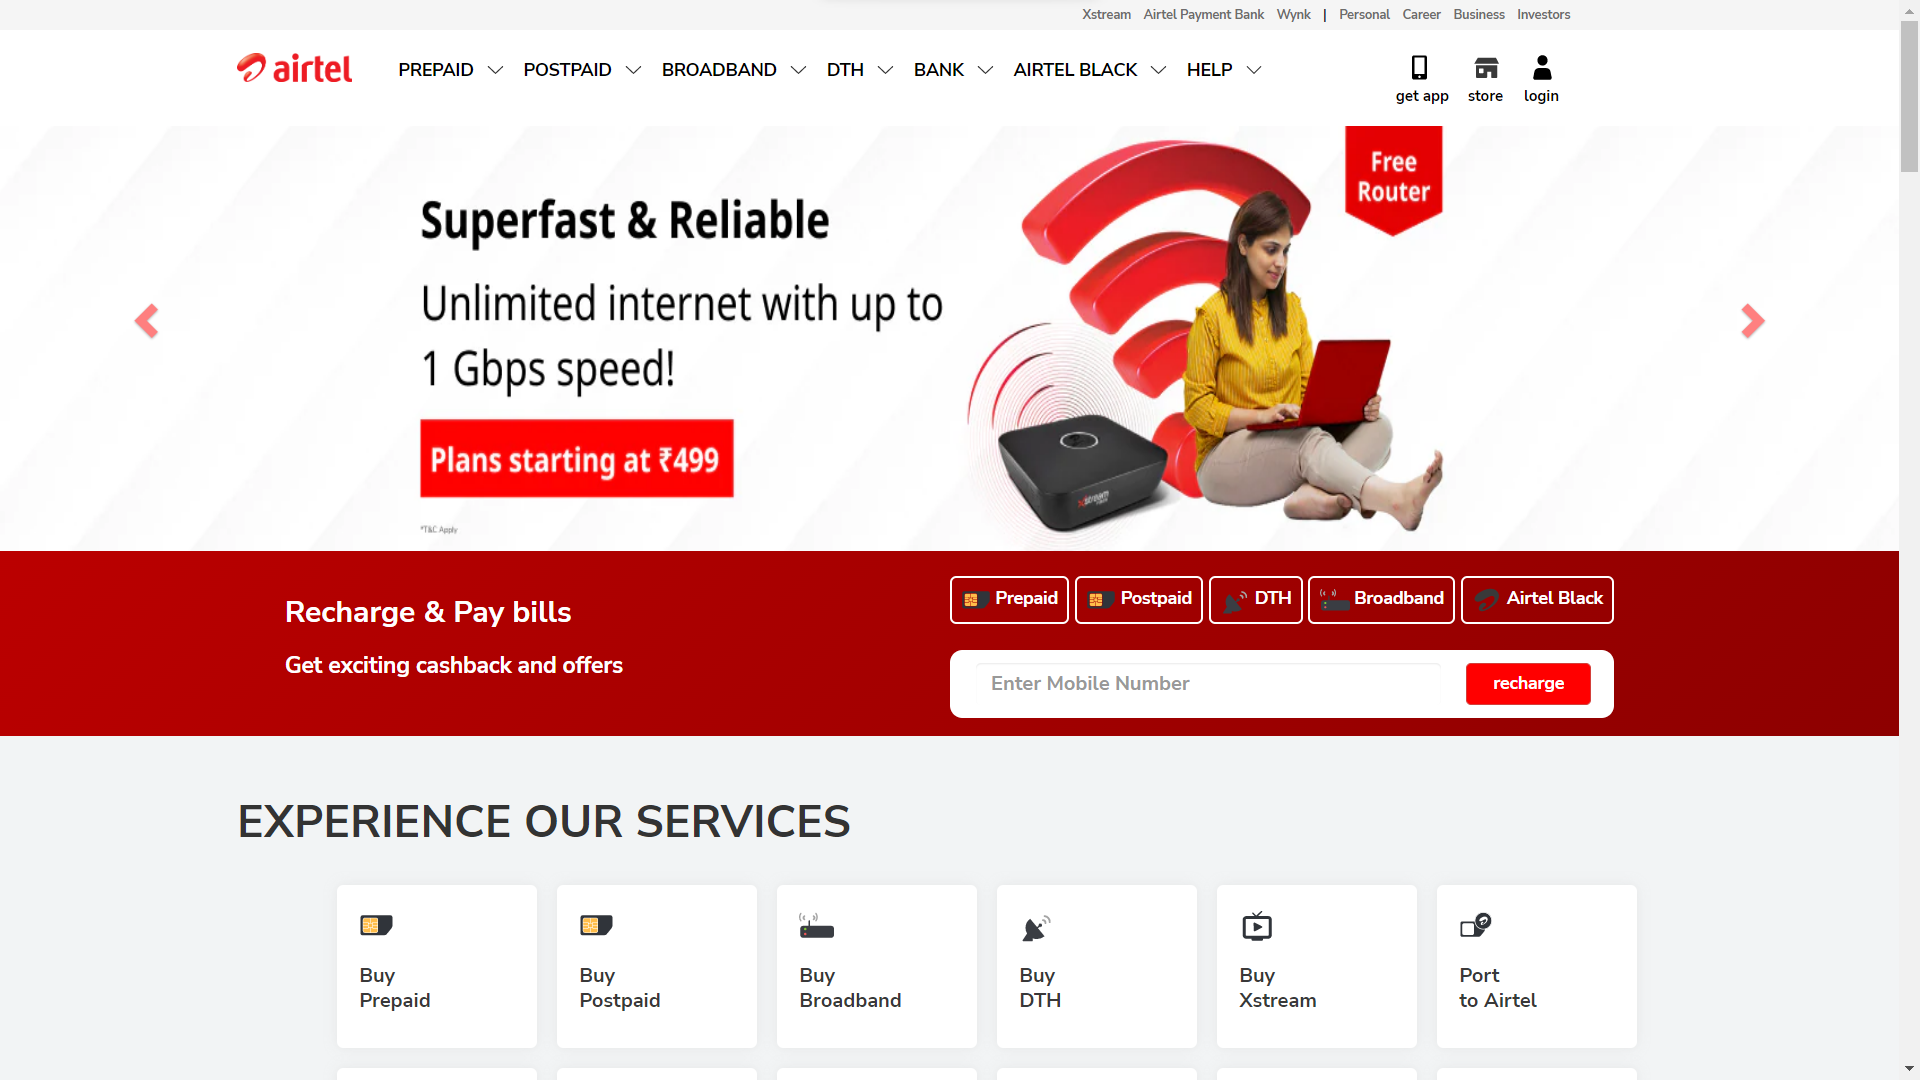 Xstream Airtel Payment Bank Wynk | Personal Career Business Investors
airtel PREPAID POSTPAID BROADBAND DTH BANK AIRTEL BLACK HELP
get app store login
Free
Router
Superfast & Reliable
Unlimited internet with up to
1 Gbps speed!
Plans starting at ₹499
*T&C Apply
xstream
Recharge & Pay bills
Get exciting cashback and offers
Prepaid Postpaid DTH Broadband Airtel Black
Enter Mobile Number recharge
EXPERIENCE OUR SERVICES
Buy
Prepaid
Buy
Postpaid
Buy
Broadband
Buy
DTH
Buy
Xstream
Port
to Airtel